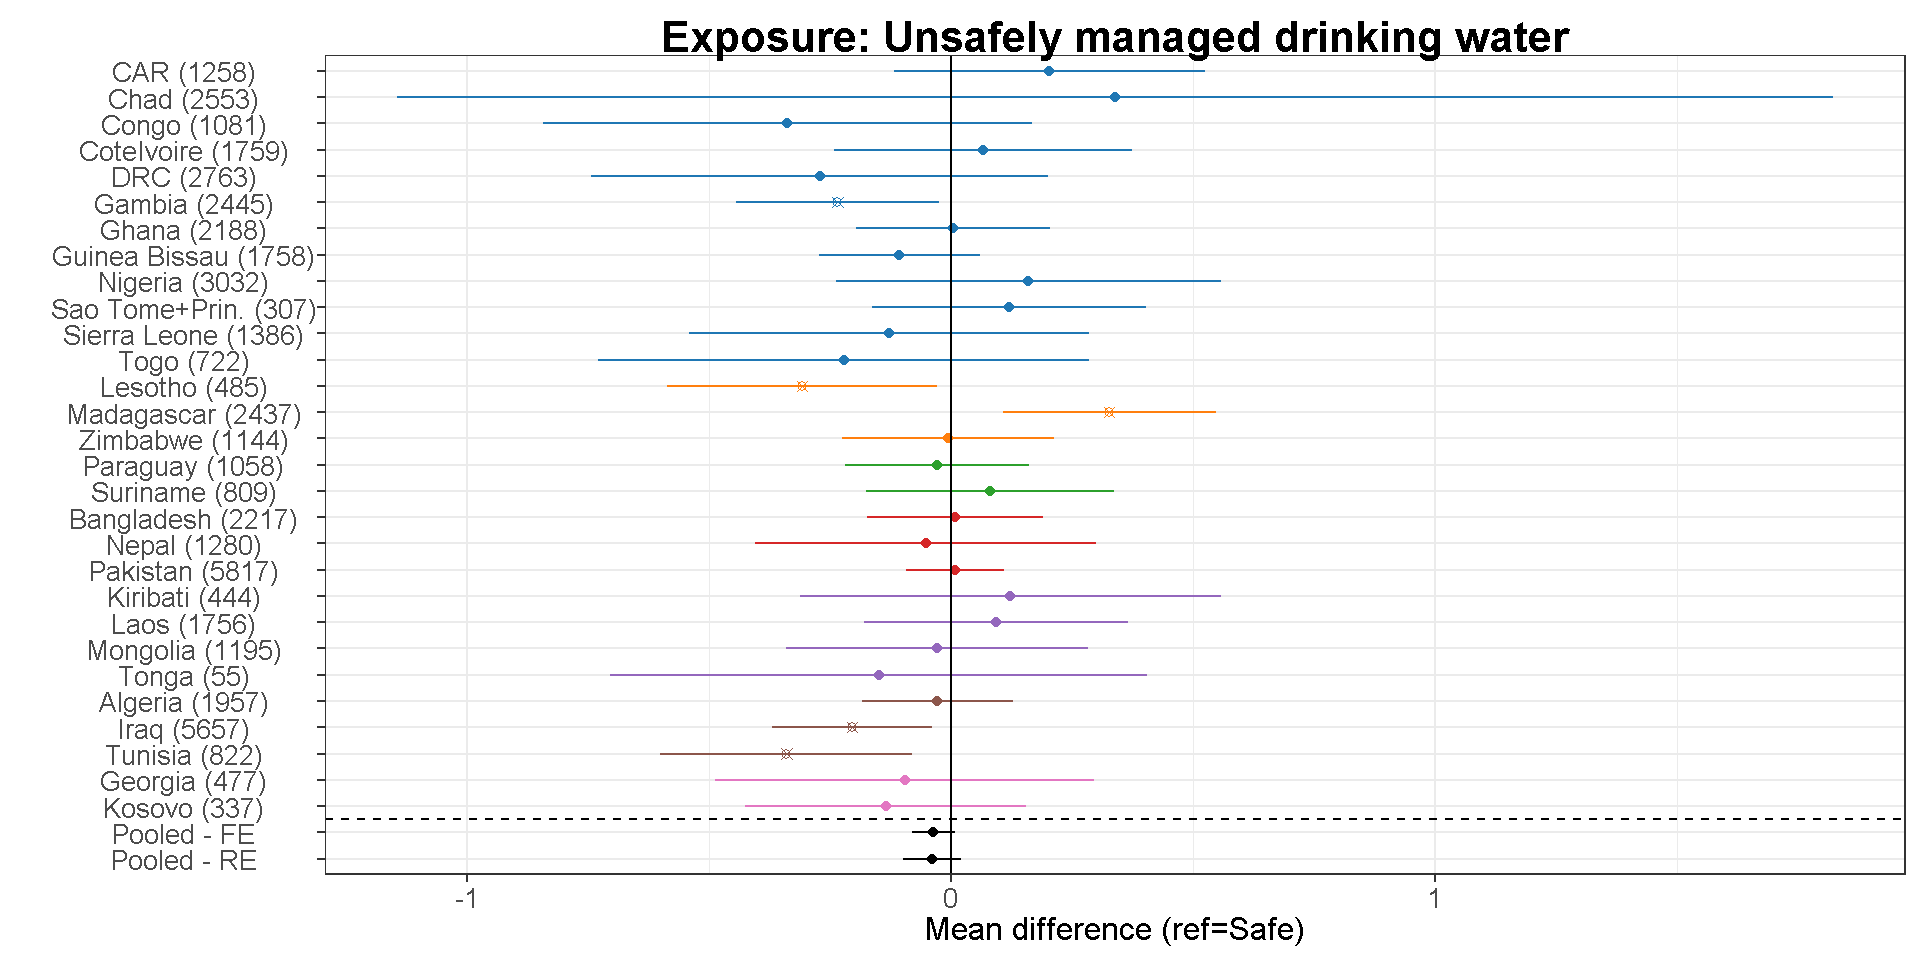 Exposure: Unsafely managed drinking water
CAR (1258)
Chad (2553)
Congo (1081)
CoteIvoire (1759)
DRC (2763)
Gambia (2445)
Ghana (2188)
Guinea Bissau (1758)
Nigeria (3032)
Sao Tome+Prin. (307)
Sierra Leone (1386)
Togo (722)
Lesotho (485)
Madagascar (2437)
Zimbabwe (1144)
Paraguay (1058)
Suriname (809)
Bangladesh (2217)
Nepal (1280)
Pakistan (5817)
Kiribati (444)
Laos (1756)
Mongolia (1195)
Tonga (55)
Algeria (1957)
Iraq (5657)
Tunisia (822)
Georgia (477)
Kosovo (337)
Pooled - FE
Pooled - RE
-1 0 1
Mean difference (ref=Safe)